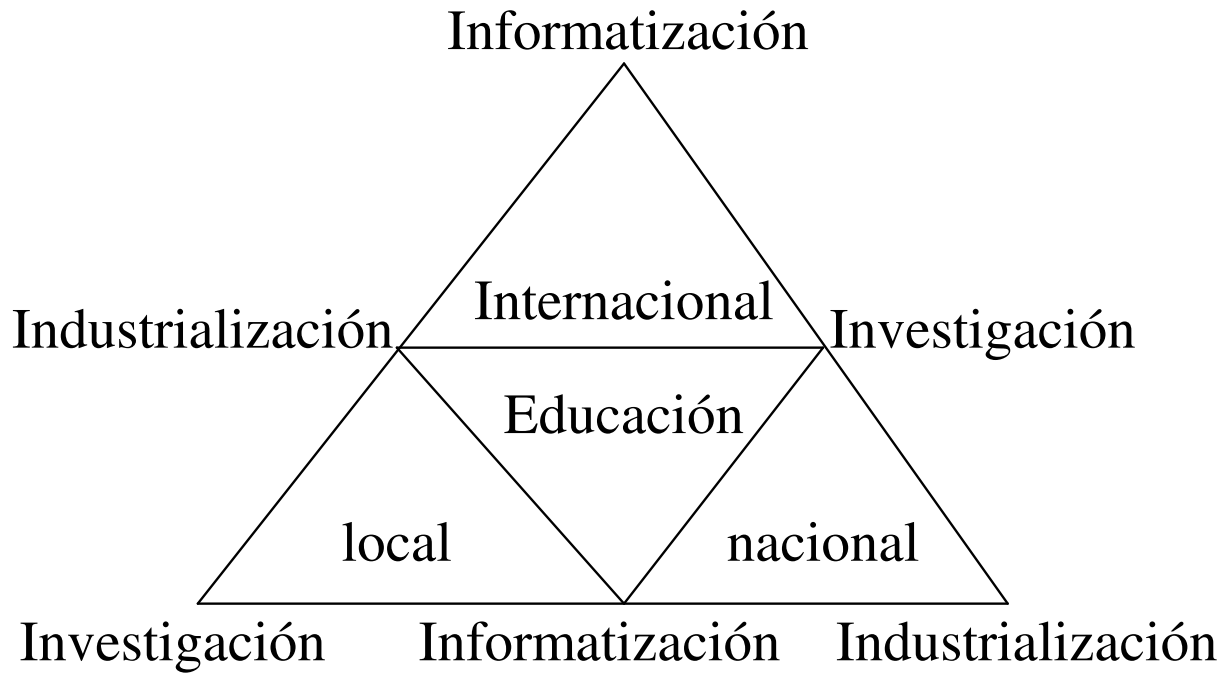 Informatización
Internacional
Industrialización
Investigación
Educación
local
nacional
Investigación
Informatización
Industrialización